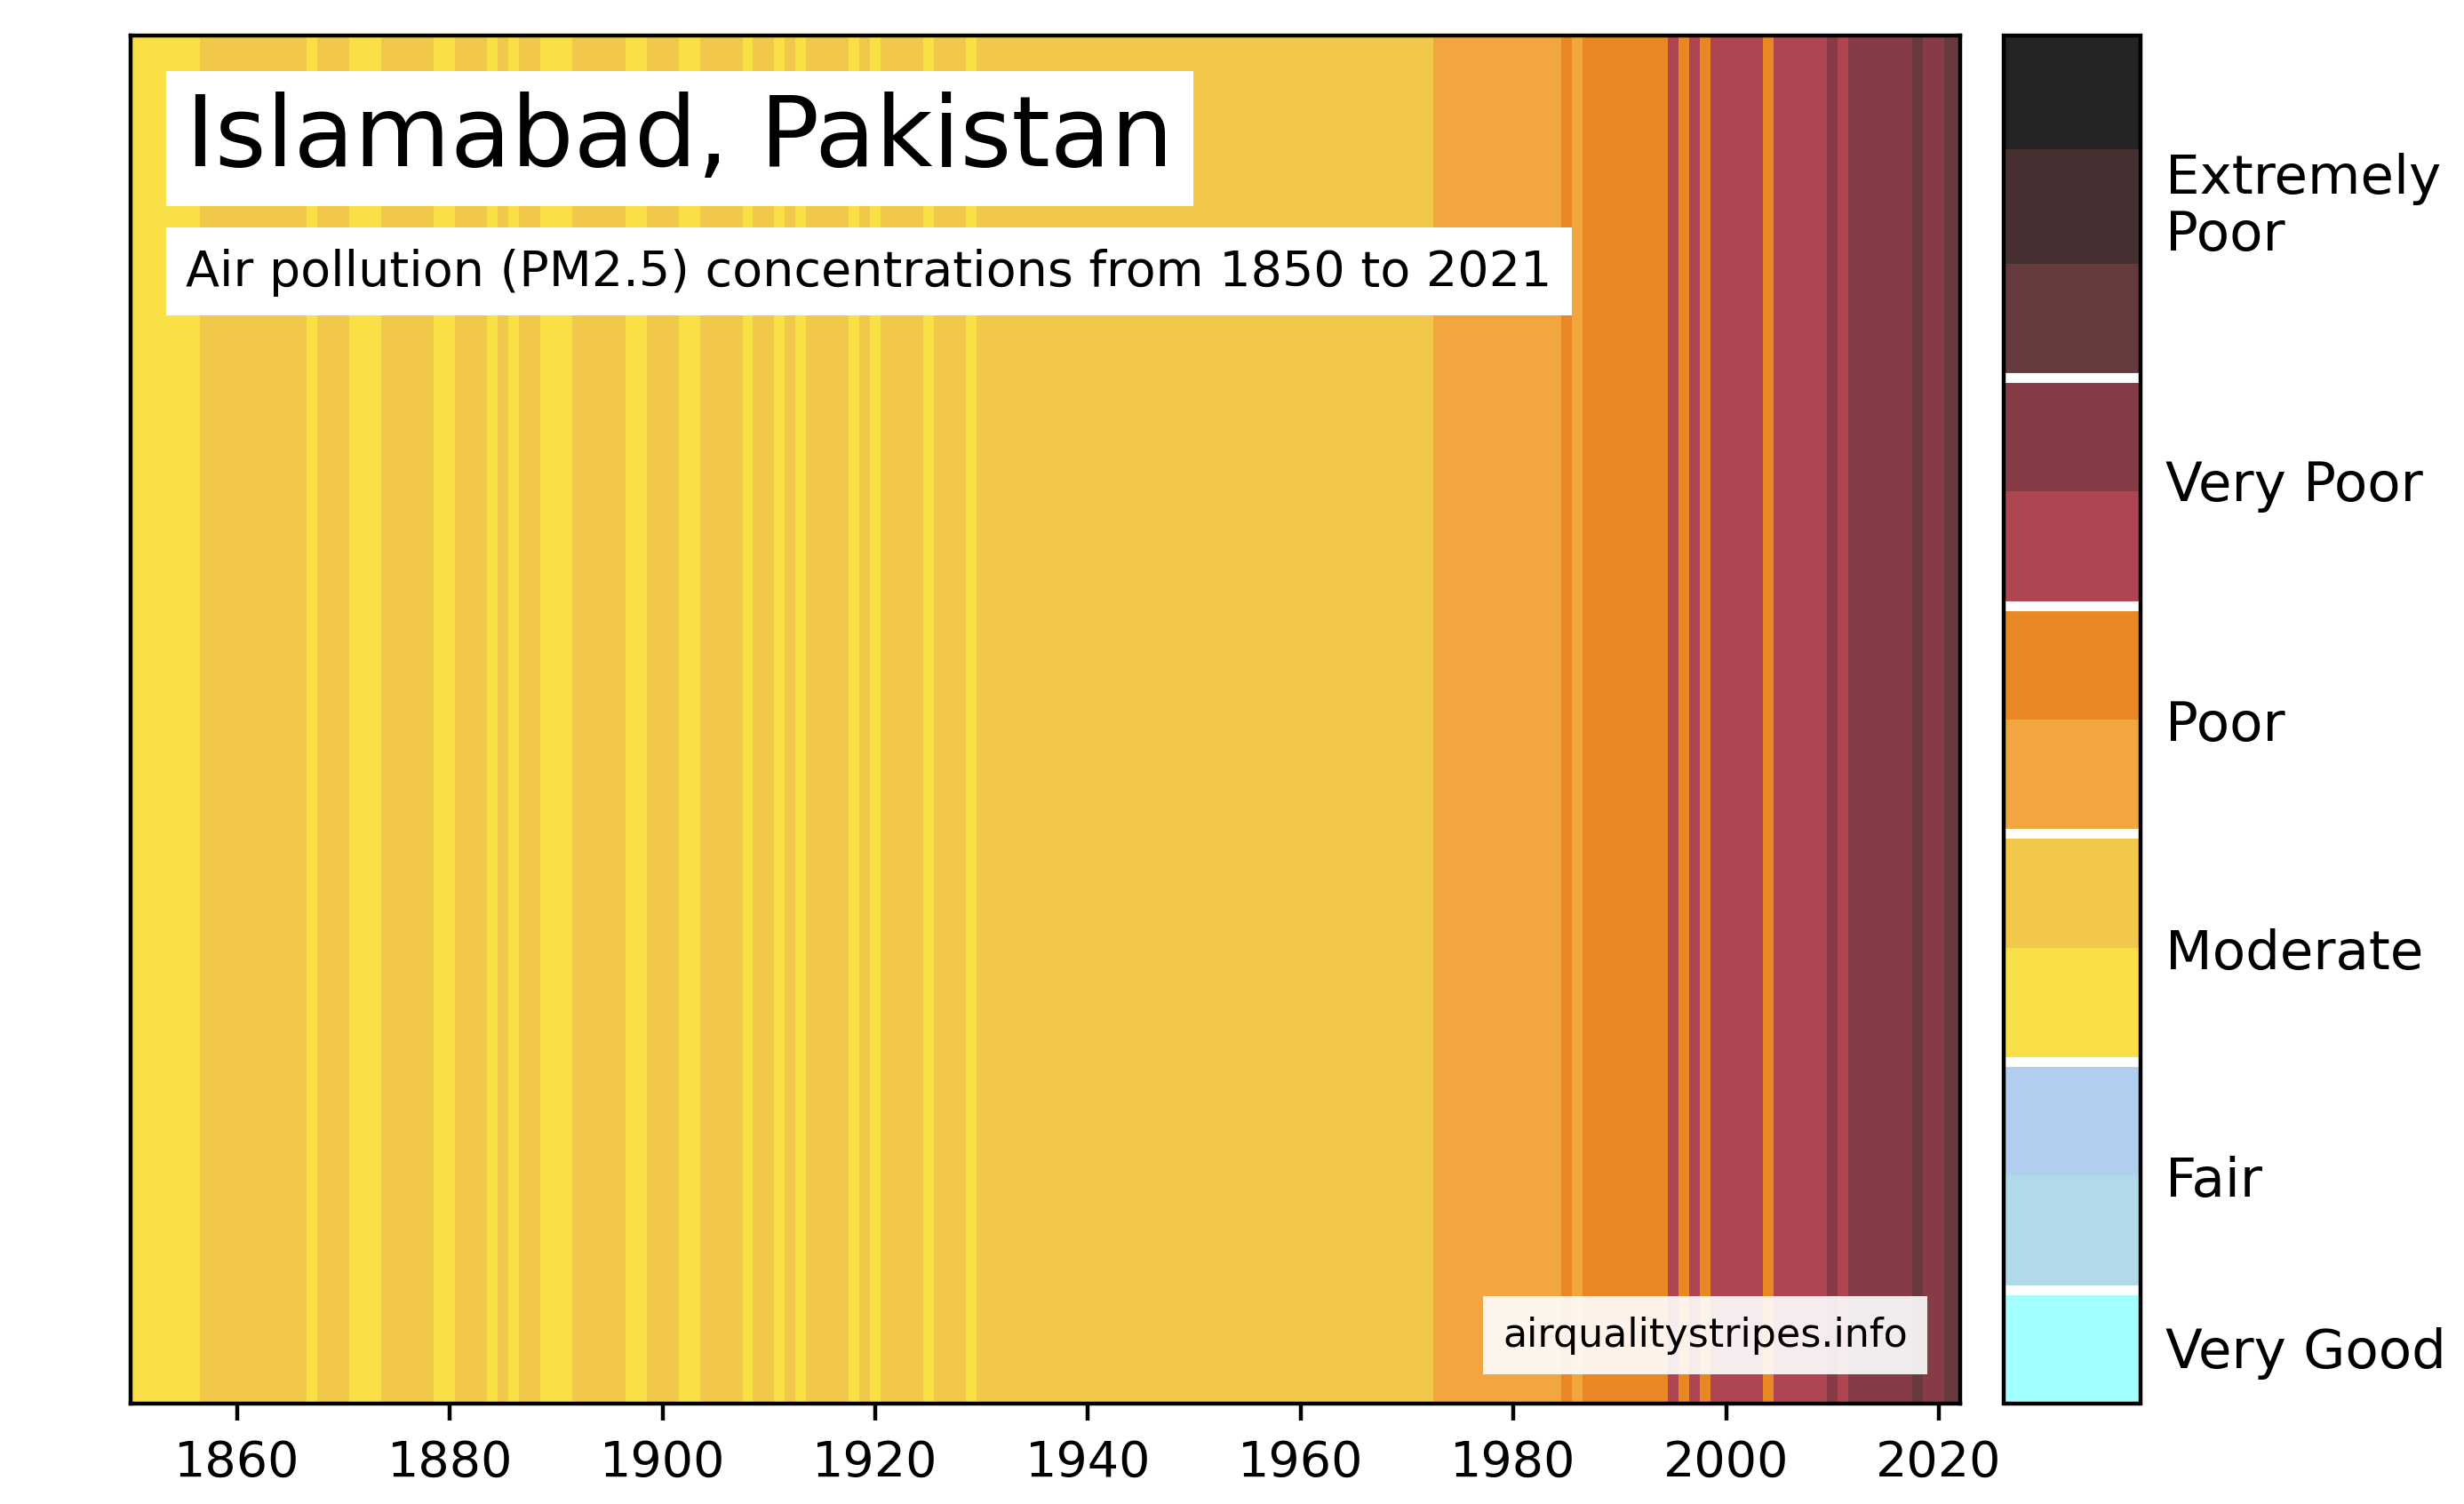 Islamabad, Pakistan
Air pollution (PM2.5) concentrations from 1850 to 2021
Extremely
Poor
Very Poor
Poor
Moderate
Fair
Very Good
airqualitystripes.info
1860 1880 1900 1920 1940 1960 1980 2000 2020